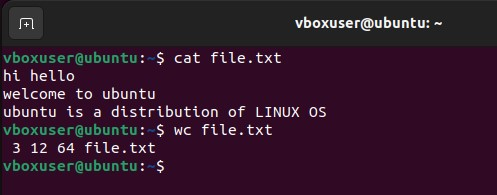 vboxuser@ubuntu: ~
vboxuser@ubuntu:~$ cat file.txt
hi hello
welcome to ubuntu
ubuntu is a distribution of LINUX OS
vboxuser@ubuntu:~$ wc file.txt
 3 12 64 file.txt
vboxuser@ubuntu:~$